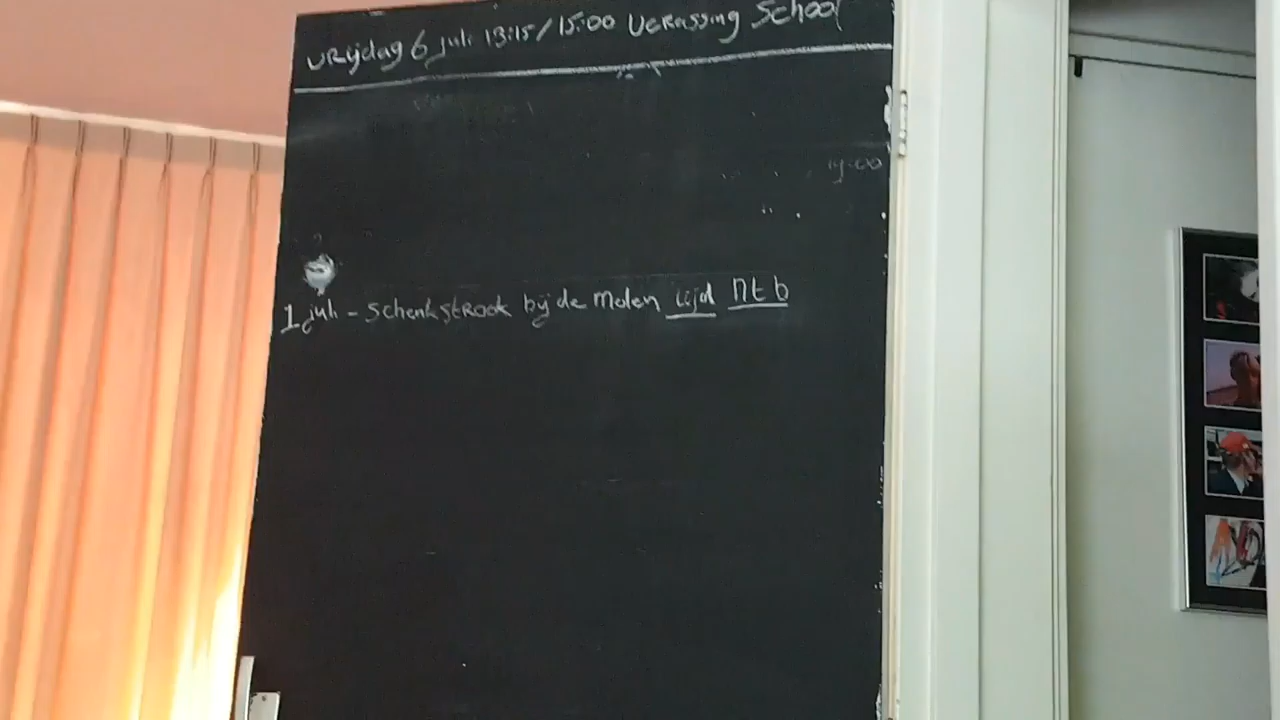 vrijdag 6 juli 13:15/15:00 Verassing School
19:00
1 juli - Schenkstrook bij de Molen tijd ntb